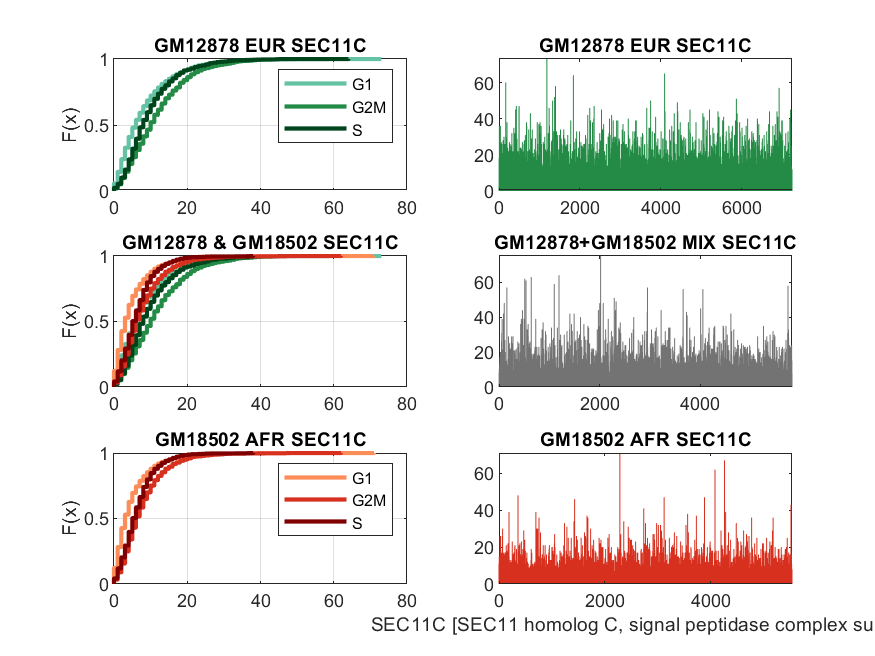 GM12878 EUR SEC11C
F(x)
1
0.5
0
0 20 40 60 80
G1
G2M
S
GM12878 EUR SEC11C
60
40
20
0
0 2000 4000 6000
GM12878 & GM18502 SEC11C
F(x)
1
0.5
0
0 20 40 60 80
GM12878+GM18502 MIX SEC11C
60
40
20
0
0 2000 4000
GM18502 AFR SEC11C
F(x)
1
0.5
0
0 20 40 60 80
G1
G2M
S
GM18502 AFR SEC11C
60
40
20
0
0 2000 4000
SEC11C [SEC11 homolog C, signal peptidase complex su